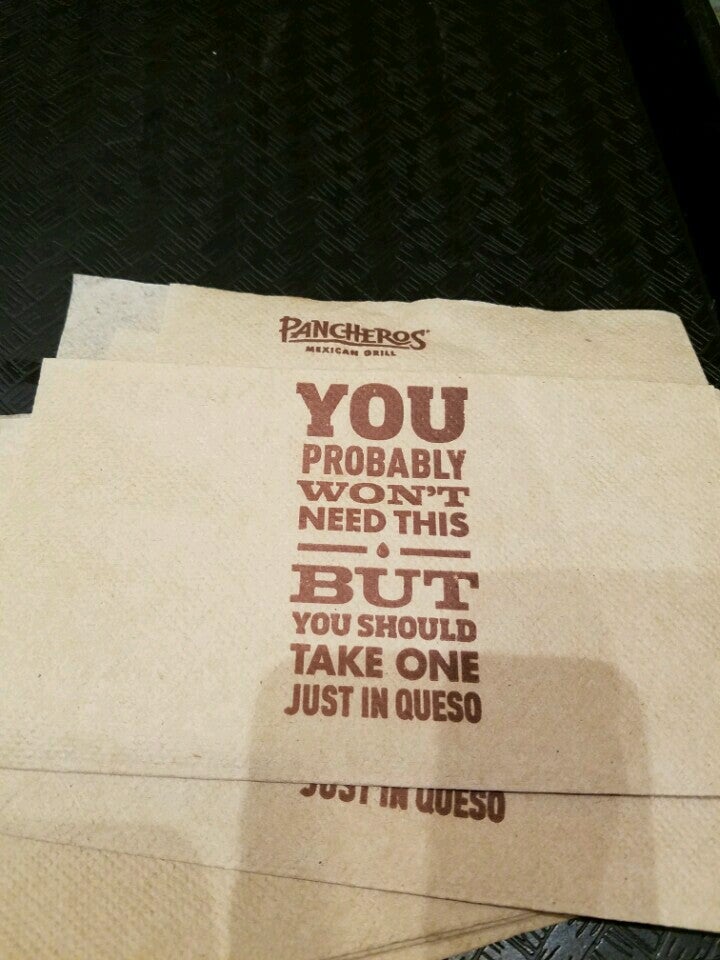 PANCHEROS
MEXICAN GRILL
YOU
PROBABLY
WON'T
NEED THIS
BUT
YOU SHOULD
TAKE ONE
JUST IN QUESO
JUST IN QUESO